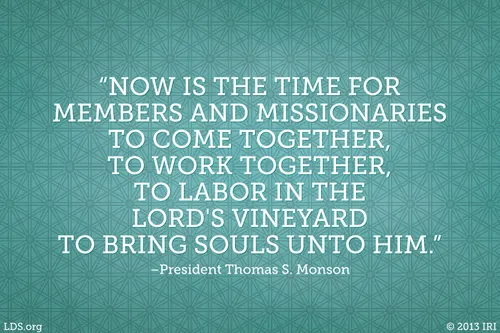 “NOW IS THE TIME FOR
MEMBERS AND MISSIONARIES
TO COME TOGETHER,
TO WORK TOGETHER,
TO LABOR IN THE
LORD'S VINEYARD
TO BRING SOULS UNTO HIM.”
–President Thomas S. Monson
LDS.org
© 2013 IRI